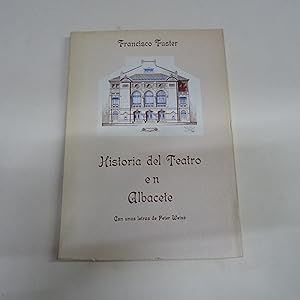 Francisco Fuster
Historia del Teatro
en
Albacete
Con unas letras de Peter Weiss